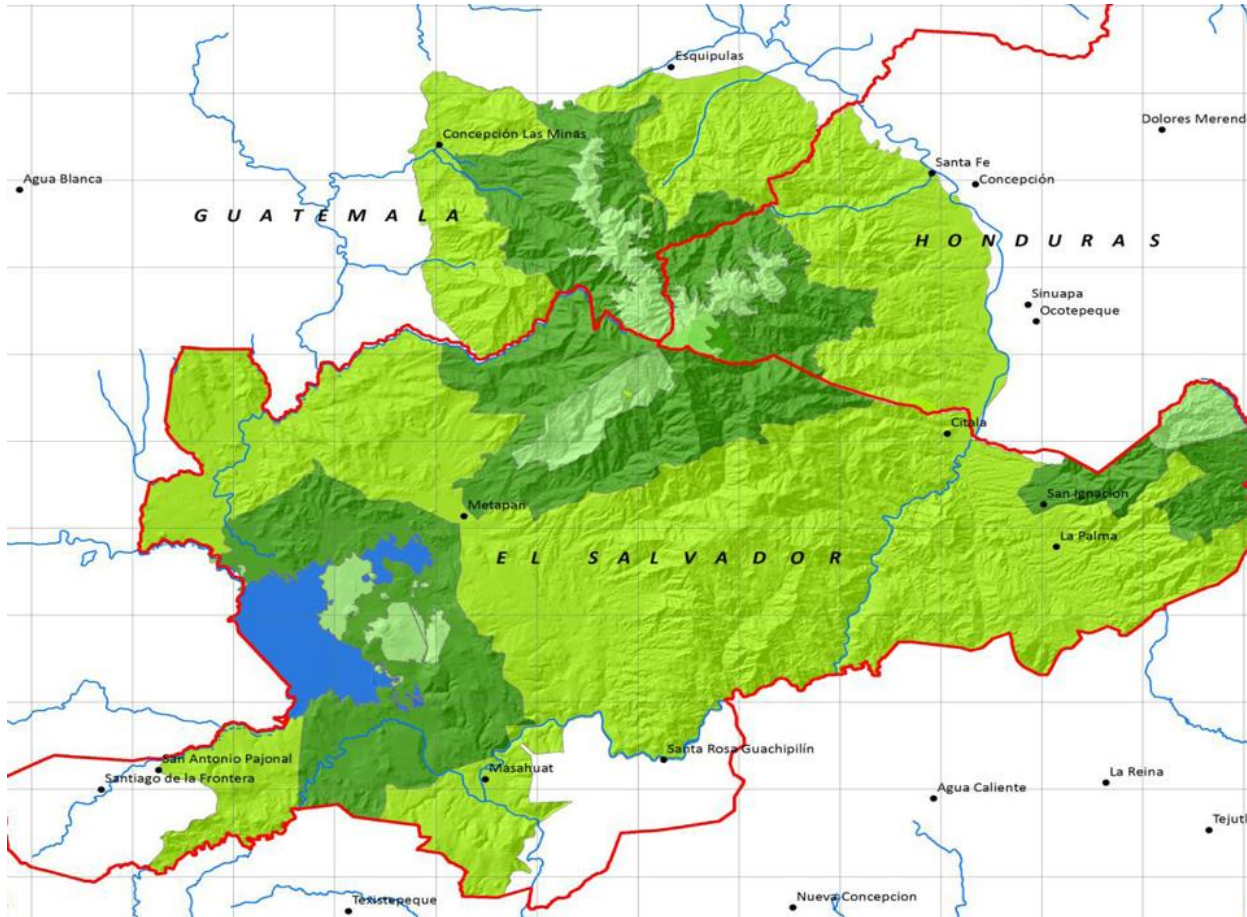 Esquipulas
Dolores Merend
Concepción Las Minas
Santa Fe
Agua Blanca
Concepción
G U A T E M A L A
H O N D U R A S
Sinuapa
Ocotepeque
Citala
San Ignacion
Metapan
La Palma
E L S A L V A D O R
Santa Rosa Guachipilín
San Antonio Pajonal
Masahuat
Santiago de la Frontera
La Reina
Agua Caliente
Tejutl
Nueva Concepcion
Texistepeque